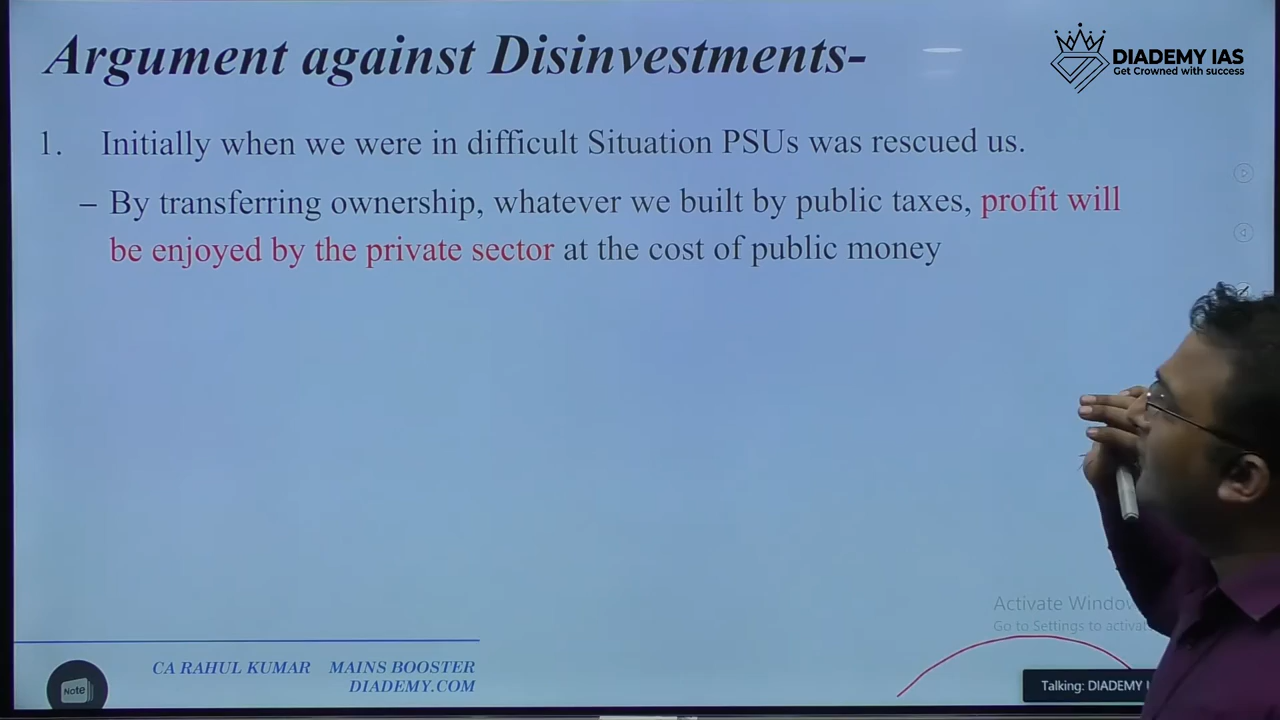 Argument against Disinvestments-
DIADEMY IAS
Get Crowned with success
1. Initially when we were in difficult Situation PSUs was rescued us.
– By transferring ownership, whatever we built by public taxes, profit will
be enjoyed by the private sector at the cost of public money
Activate Window
Go to Settings to activat
CA RAHUL KUMAR MAINS BOOSTER
DIADEMY.COM
Note
Talking: DIADEMY I